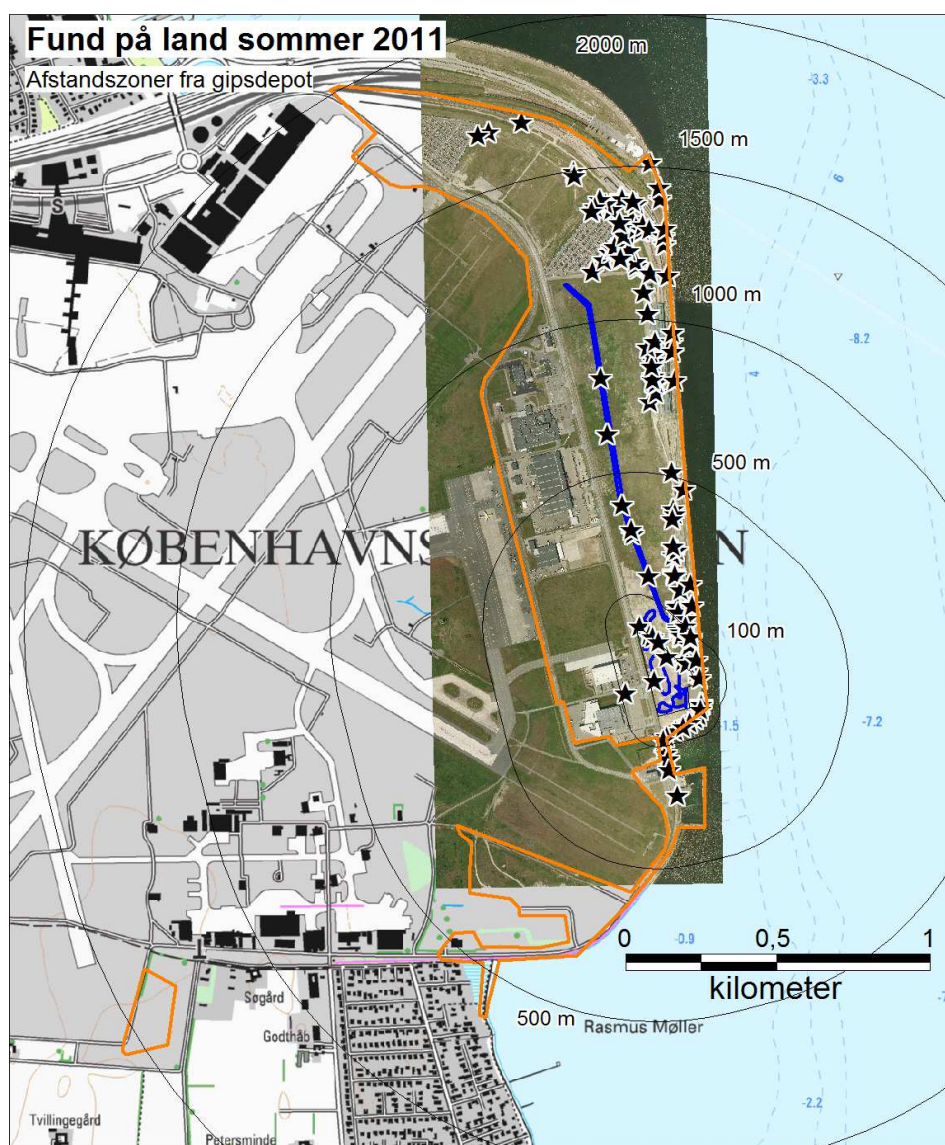 Fund på land sommer 2011
Afstandszoner fra gipsdepot
2000 m
-3.3
1500 m
6
S
1000 m
-8.2
4
500 m
KØBENHAVNS
N
100 m
-1.5
-7.2
0 0,5 1
-0.9
kilometer
Søgård
500 m
Rasmus Møller
Godthåb
-2.2
Tvillingegård
Petersminde